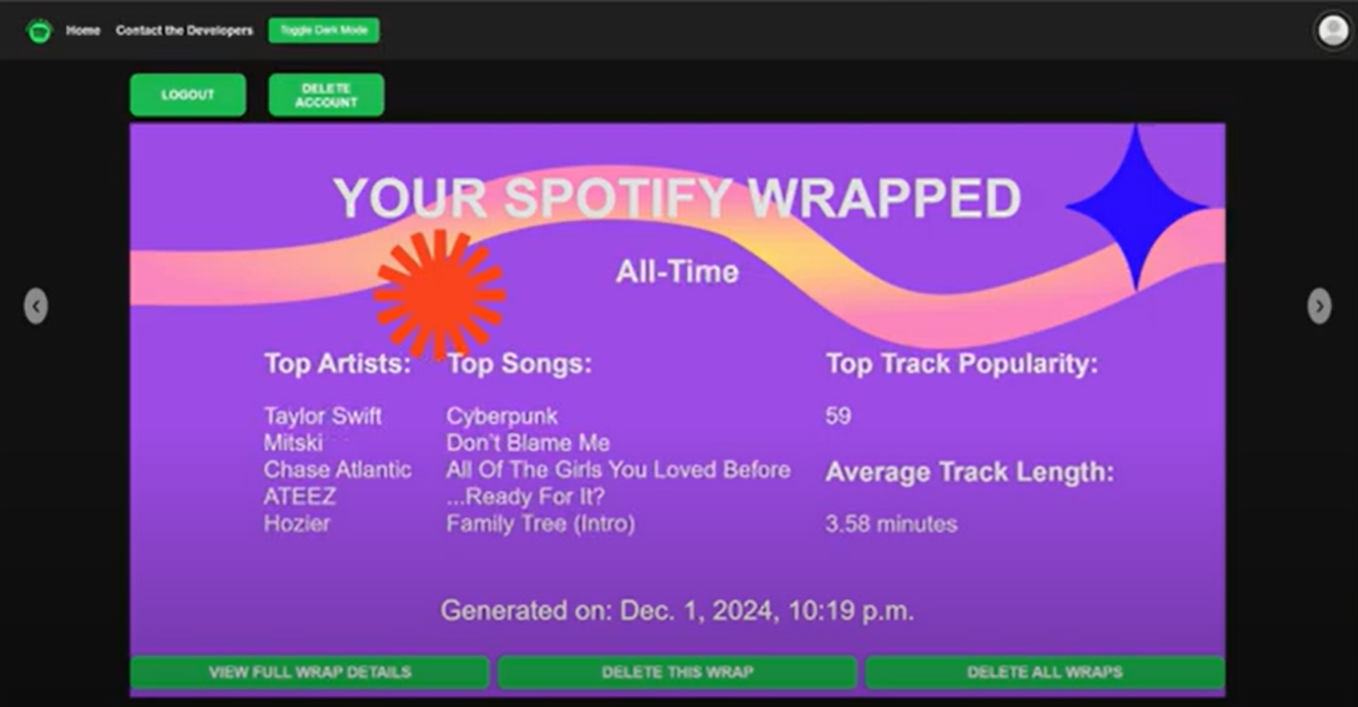 Home Contact the Developers Toggle Dark Mode
LOGOUT
DELETE
ACCOUNT
YOUR SPOTIFY WRAPPED
All-Time
Top Artists:
Taylor Swift
Mitski
Chase Atlantic
ATEEZ
Hozier
Top Songs:
Cyberpunk
Don't Blame Me
All Of The Girls You Loved Before
...Ready For It?
Family Tree (Intro)
Top Track Popularity:
59
Average Track Length:
3.58 minutes
Generated on: Dec. 1, 2024, 10:19 p.m.
VIEW FULL WRAP DETAILS
DELETE THIS WRAP
DELETE ALL WRAPS